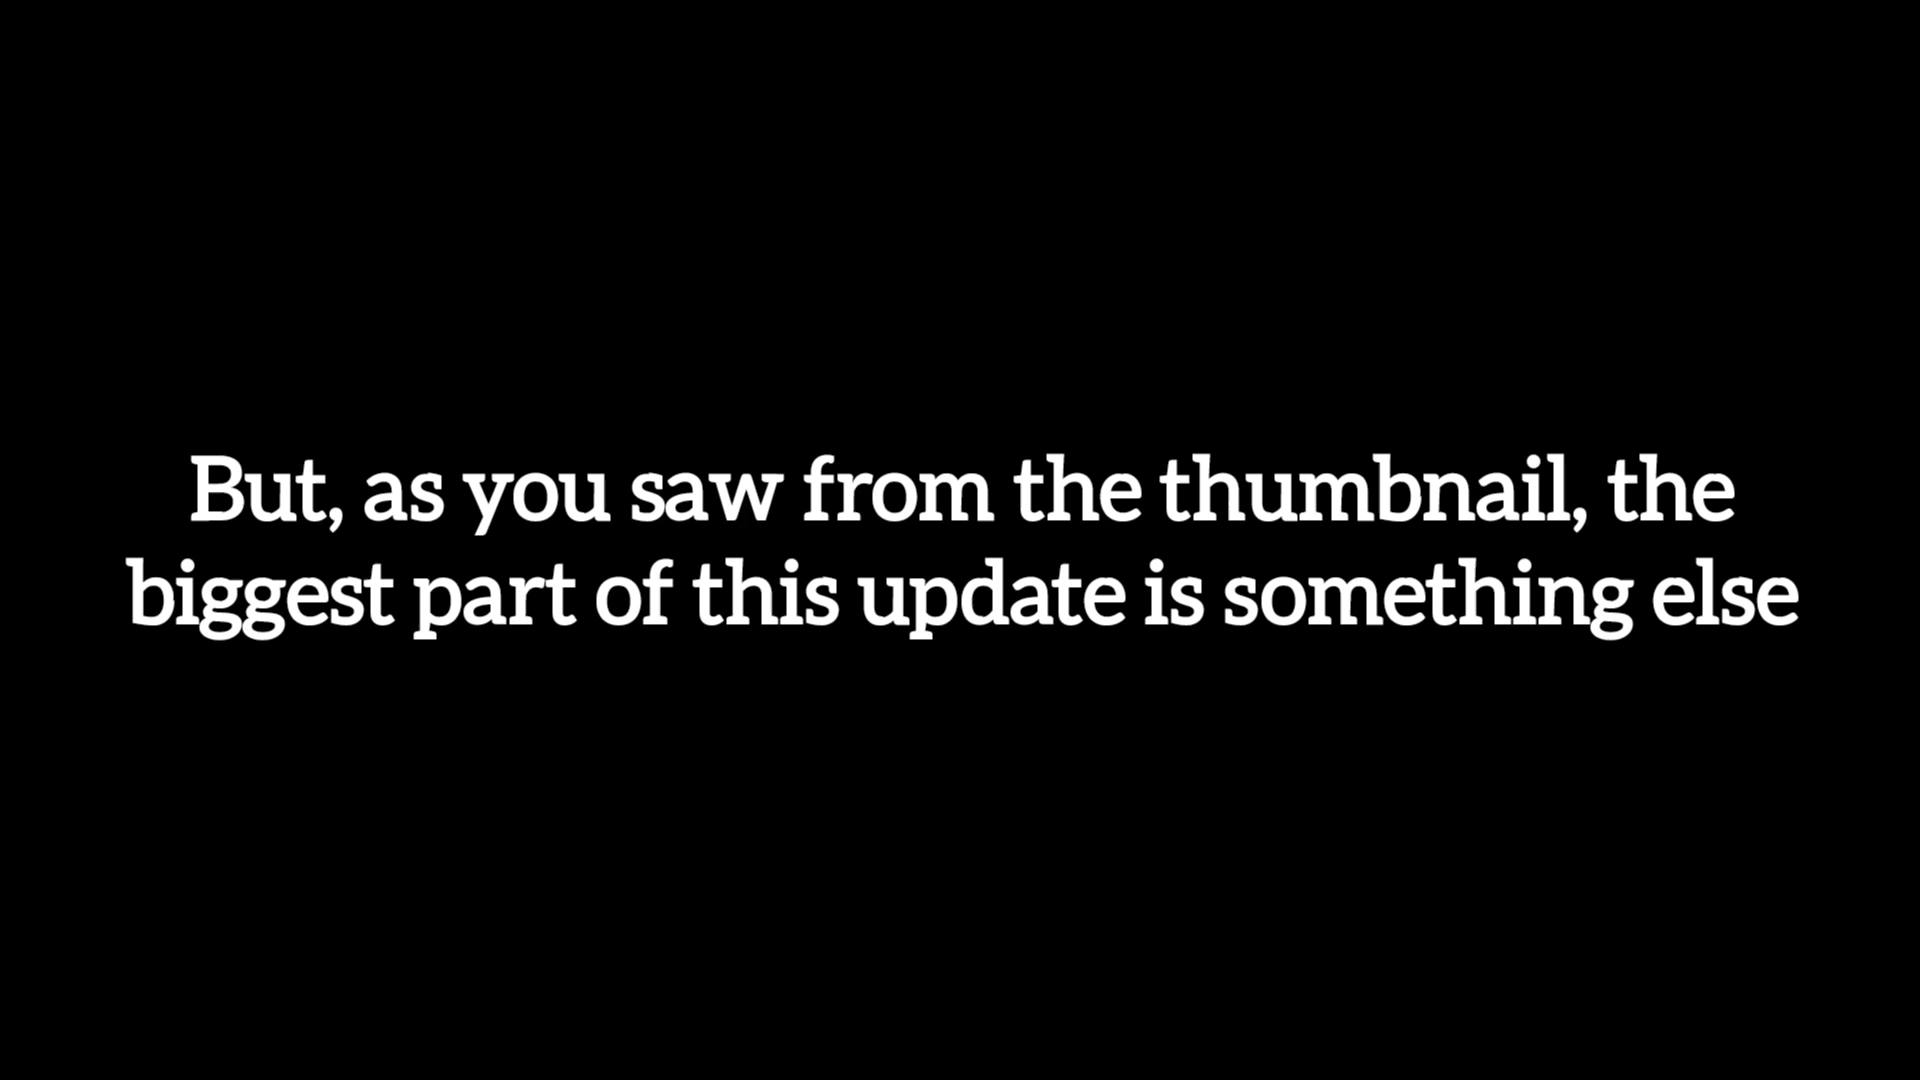 But, as you saw from the thumbnail, the
biggest part of this update is something else